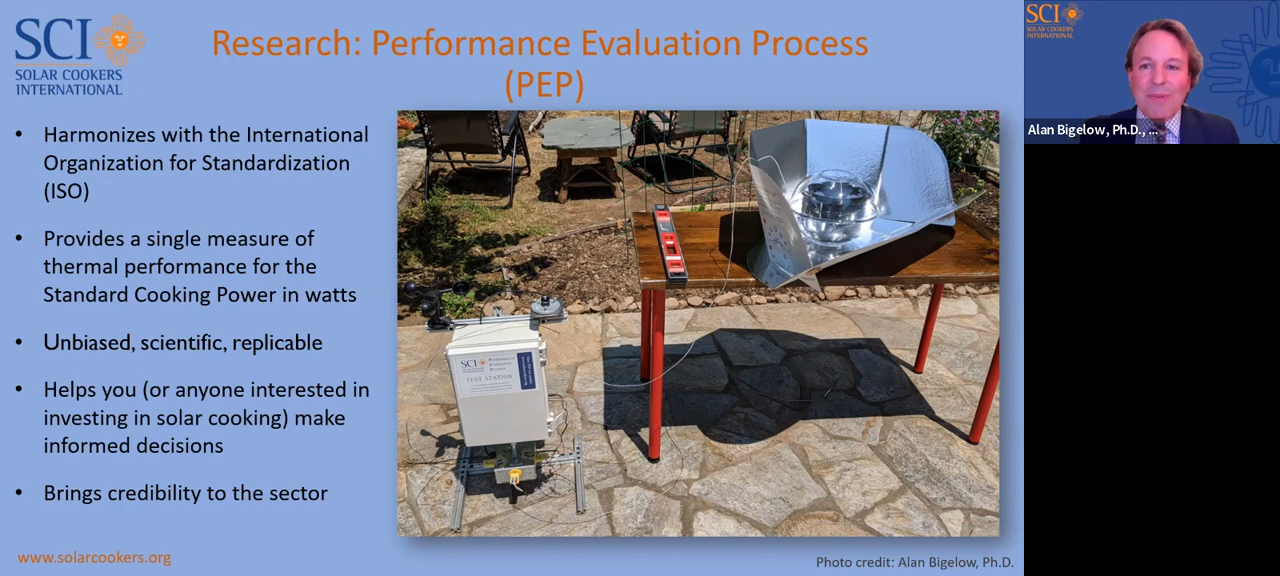 SCI
SOLAR COOKERS
INTERNATIONAL
Research: Performance Evaluation Process
(PEP)
• Harmonizes with the International
Organization for Standardization
(ISO)
• Provides a single measure of
thermal performance for the
Standard Cooking Power in watts
• Unbiased, scientific, replicable
• Helps you (or anyone interested in
investing in solar cooking) make
informed decisions
• Brings credibility to the sector
SCI
TEST STATION
www.solarcookers.org
Photo credit: Alan Bigelow, Ph.D.
SCI
SOLAR COOKERS
INTERNATIONAL
Alan Bigelow, Ph.D., ...